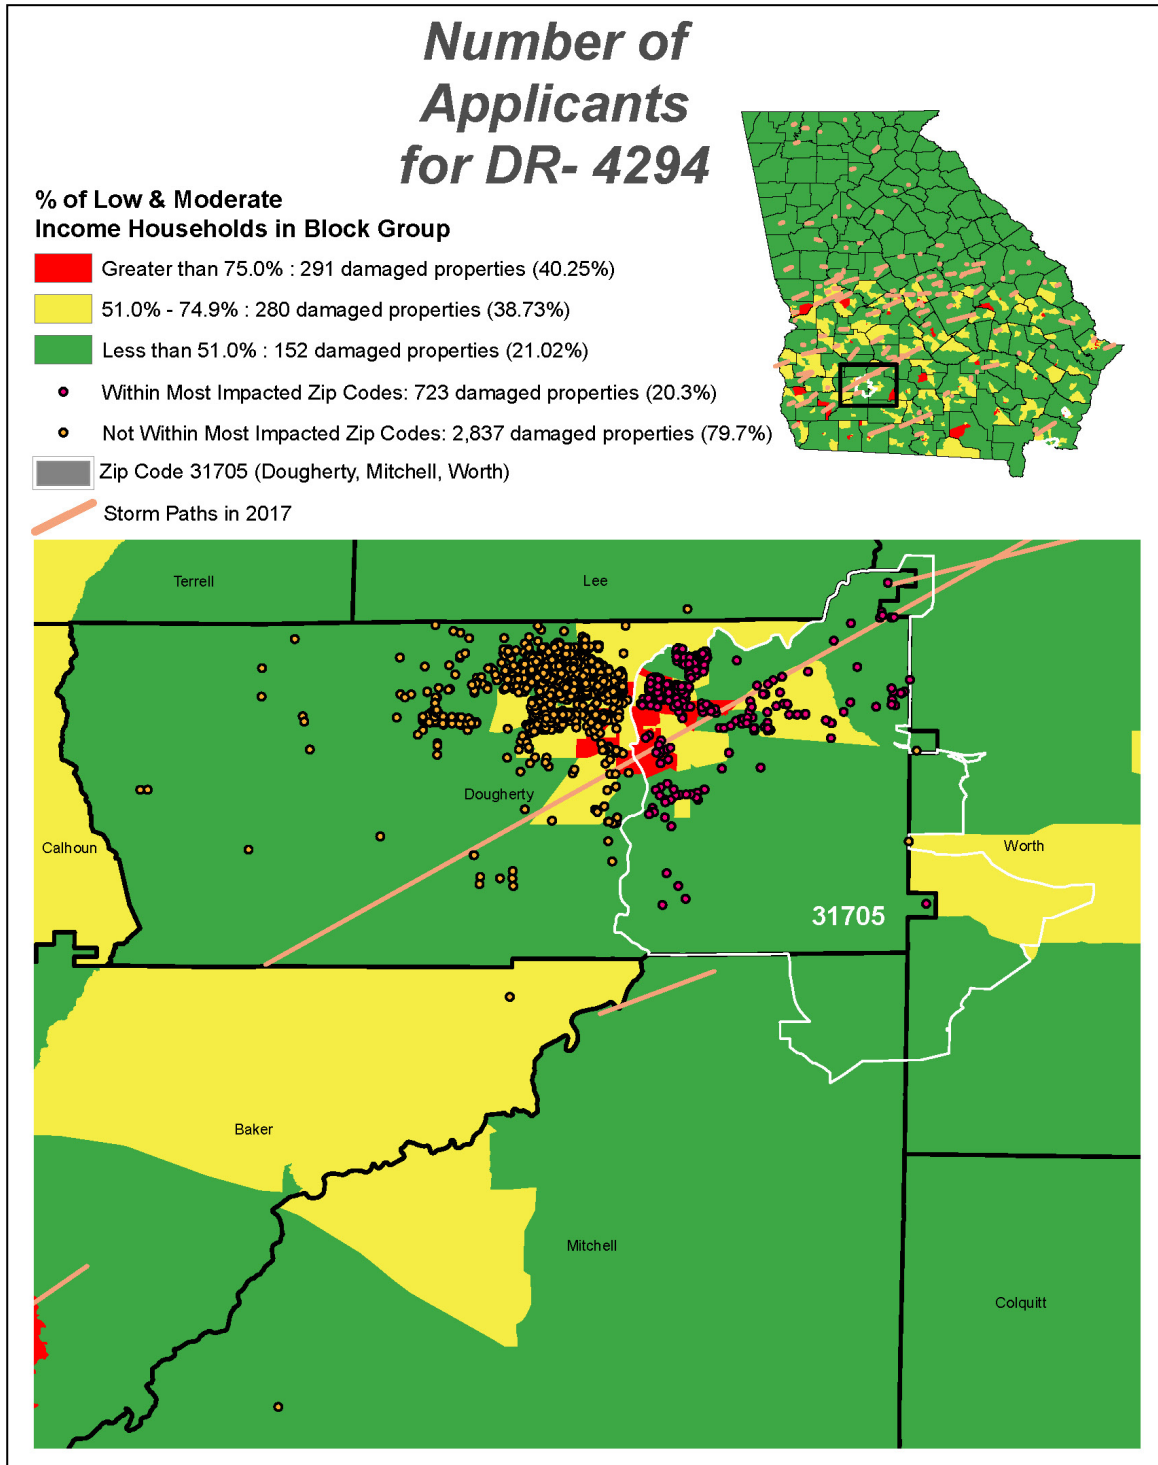 Number of
Applicants
for DR- 4294
% of Low & Moderate
Income Households in Block Group
Greater than 75.0% : 291 damaged properties (40.25%)
51.0% - 74.9% : 280 damaged properties (38.73%)
Less than 51.0% : 152 damaged properties (21.02%)
Within Most Impacted Zip Codes: 723 damaged properties (20.3%)
Not Within Most Impacted Zip Codes: 2,837 damaged properties (79.7%)
Zip Code 31705 (Dougherty, Mitchell, Worth)
Storm Paths in 2017
Terrell
Lee
Dougherty
Calhoun
Worth
31705
Baker
Mitchell
Colquitt